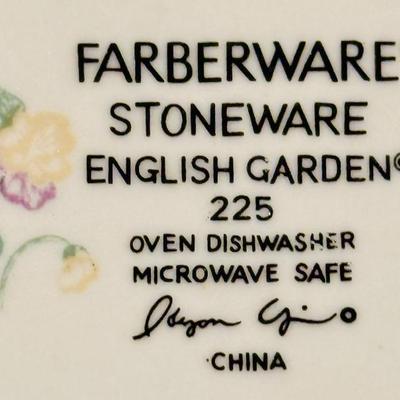 FARBERWARE
STONEWARE
ENGLISH GARDEN©
225
OVEN DISHWASHER
MICROWAVE SAFE
CHINA